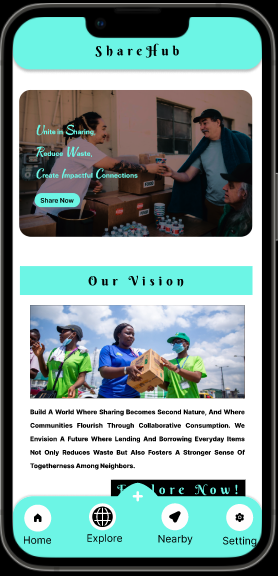 ShareHub
Unite in Sharing,
Reduce Waste,
Create Impactful Connections
Share Now
Our Vision
Build A World Where Sharing Becomes Second Nature, And Where
Communities Flourish Through Collaborative Consumption. We
Envision A Future Where Lending And Borrowing Everyday Items
Not Only Reduces Waste But Also Fosters A Stronger Sense Of
Togetherness Among Neighbors.
Now!
+
Home
Explore
Nearby
Setting